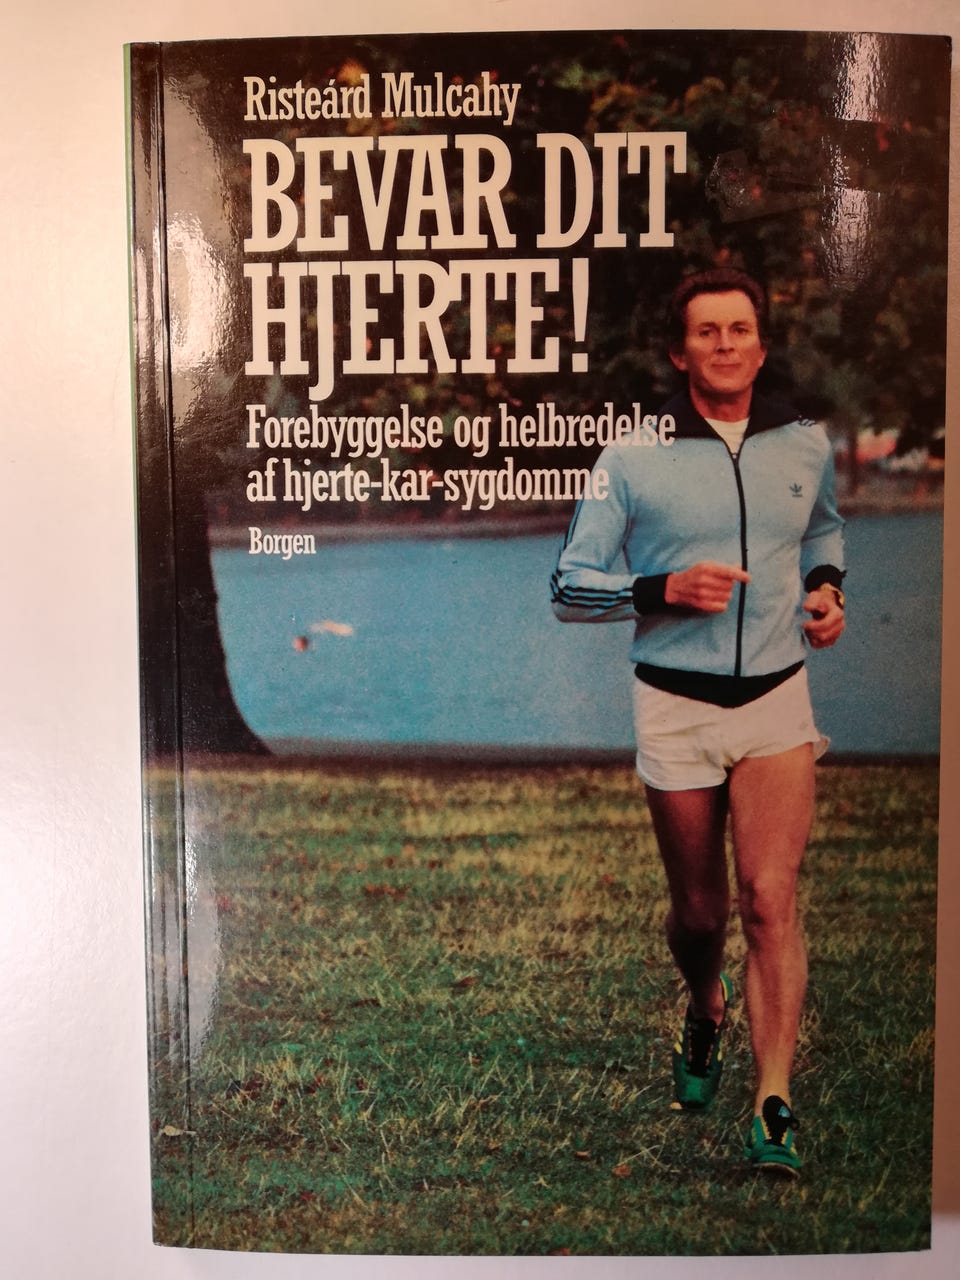 Risteárd Mulcahy
BEVAR DIT
HJERTE!
Forebyggelse og helbredelse
af hjerte-kar-sygdomme
Borgen